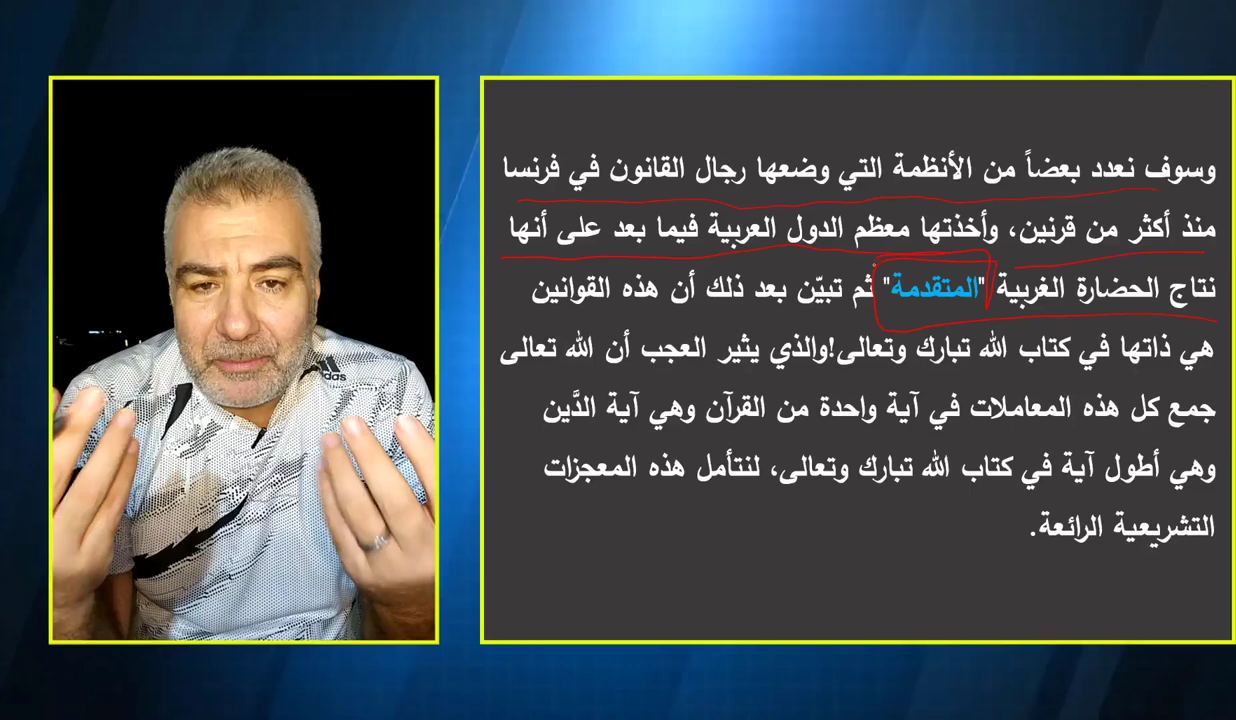 وسوف نعدد بعضاً من الأنظمة التي وضعها رجال القانون في فرنسا
منذ أكثر من قرنين، وأخذتها معظم الدول العربية فيما بعد على أنها
نتاج الحضارة الغربية "المتقدمة" ثم تبيّن بعد ذلك أن هذه القوانين
هي ذاتها في كتاب الله تبارك وتعالى!والذي يثير العجب أن الله تعالى
جمع كل هذه المعاملات في آية واحدة من القرآن وهي آية الدَّين
وهي أطول آية في كتاب الله تبارك وتعالى، لنتأمل هذه المعجزات
التشريعية الرائعة.
adidas